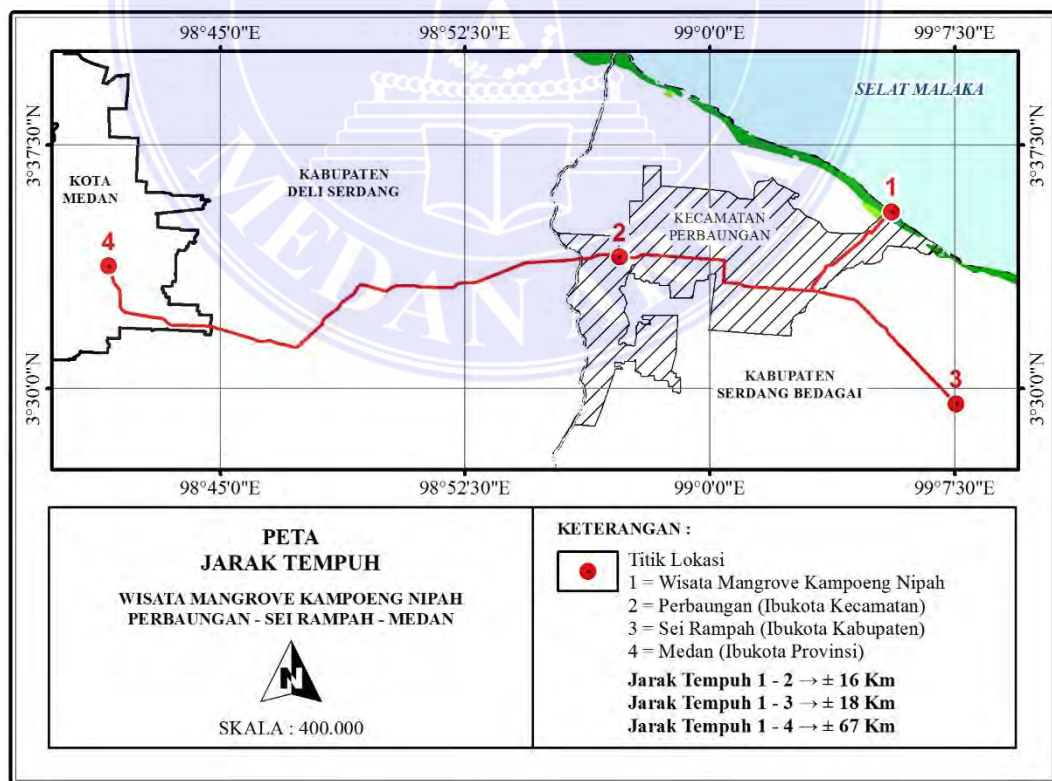 98°45'0"E 98°52'30"E 99°0'0"E 99°7'30"E
SELAT MALAKA
3°37'30"N 3°37'30"N
KOTA
MEDAN
KABUPATEN
DELI SERDANG
1
KECAMATAN
PERBAUNGAN
2
4
KABUPATEN
SERDANG BEDAGAI
3
3°30'0"N 3°30'0"N
98°45'0"E 98°52'30"E 99°0'0"E 99°7'30"E
PETA
JARAK TEMPUH
WISATA MANGROVE KAMPOENG NIPAH
PERBAUNGAN - SEI RAMPAH - MEDAN
N
SKALA : 400.000
KETERANGAN :
Titik Lokasi
1 = Wisata Mangrove Kampoeng Nipah
2 = Perbaungan (Ibukota Kecamatan)
3 = Sei Rampah (Ibukota Kabupaten)
4 = Medan (Ibukota Provinsi)
Jarak Tempuh 1 - 2 → ± 16 Km
Jarak Tempuh 1 - 3 → ± 18 Km
Jarak Tempuh 1 - 4 → ± 67 Km
MEDAN